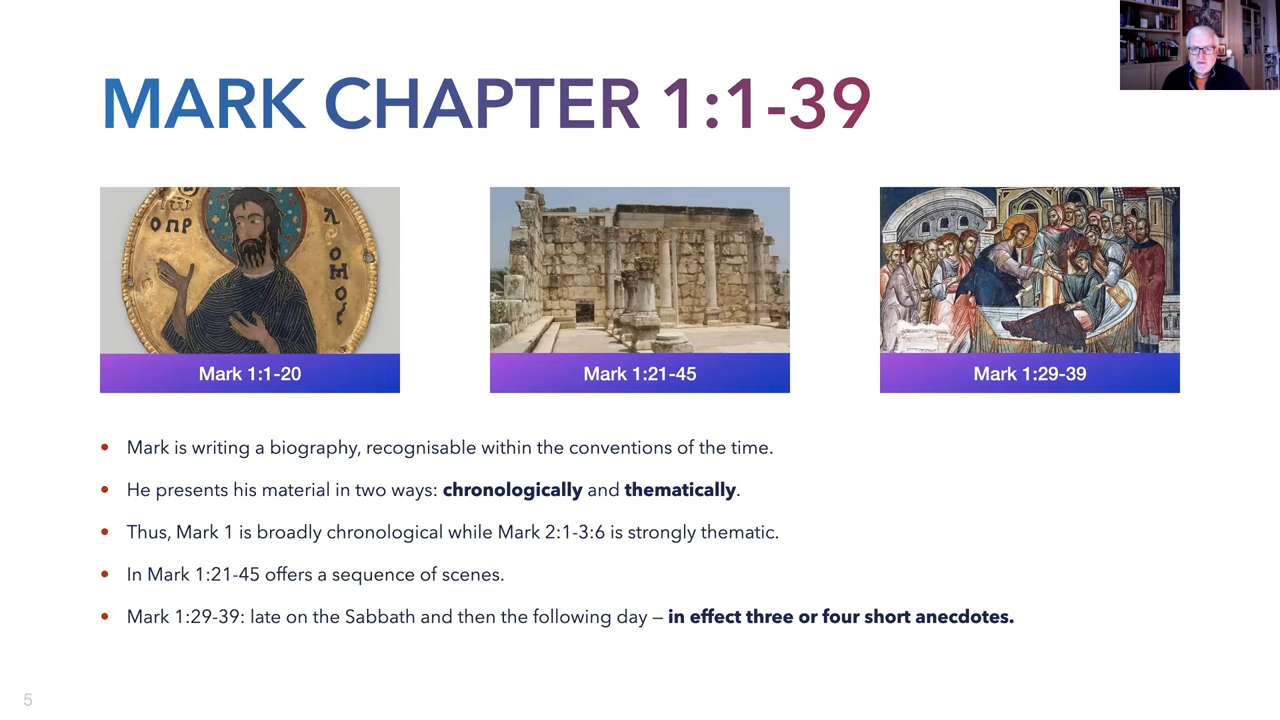 MARK CHAPTER 1:1-39
Ο ΠΡ
ΟΜΟς
Mark 1:1-20
Mark 1:21-45
Mark 1:29-39
• Mark is writing a biography, recognisable within the conventions of the time.
• He presents his material in two ways: chronologically and thematically.
• Thus, Mark 1 is broadly chronological while Mark 2:1-3:6 is strongly thematic.
• In Mark 1:21-45 offers a sequence of scenes.
• Mark 1:29-39: late on the Sabbath and then the following day – in effect three or four short anecdotes.
5